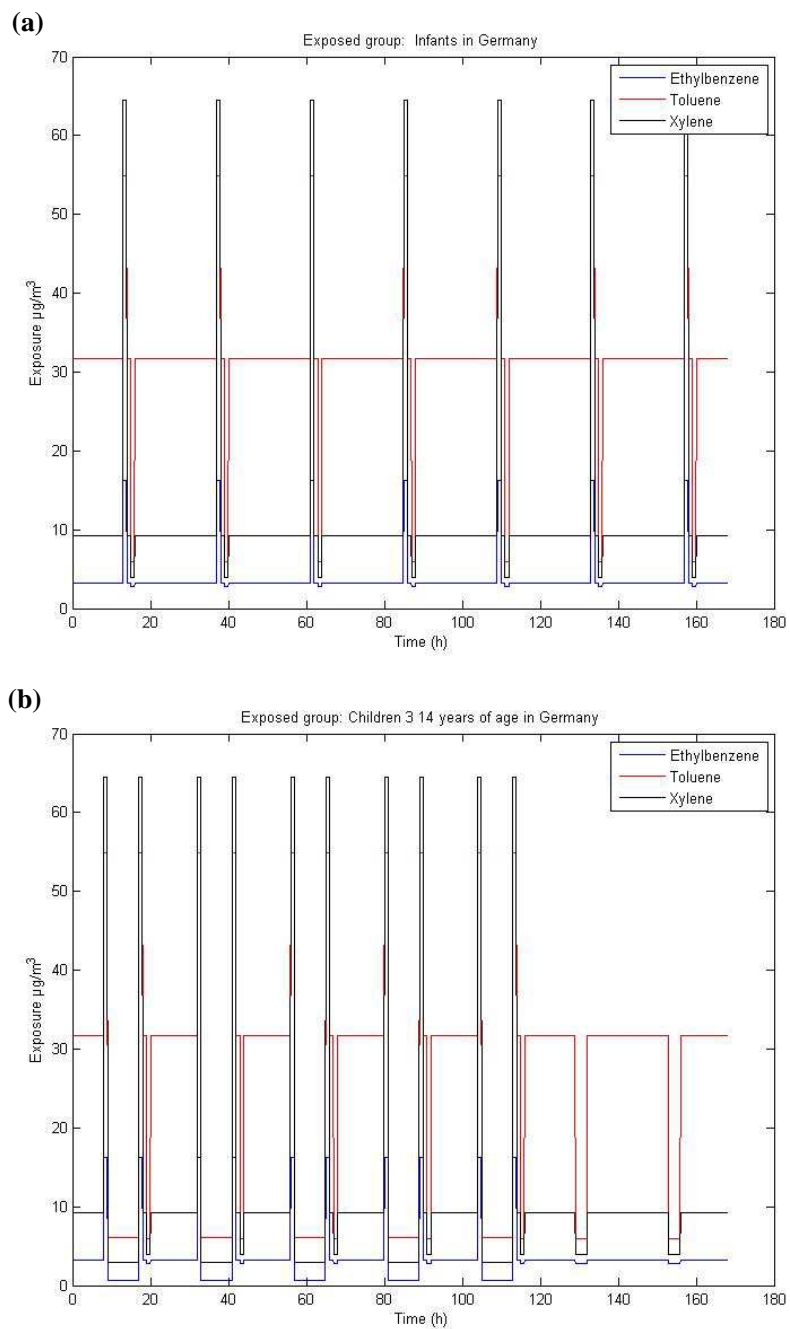 (a)
Exposed group: Infants in Germany
70
60
50
40
30
20
10
0
Exposure µg/m³
Ethylbenzene
Toluene
Xylene
0 20 40 60 80 100 120 140 160 180
Time (h)
(b)
Exposed group: Children 3 14 years of age in Germany
70
60
50
40
30
20
10
0
Exposure µg/m³
Ethylbenzene
Toluene
Xylene
0 20 40 60 80 100 120 140 160 180
Time (h)